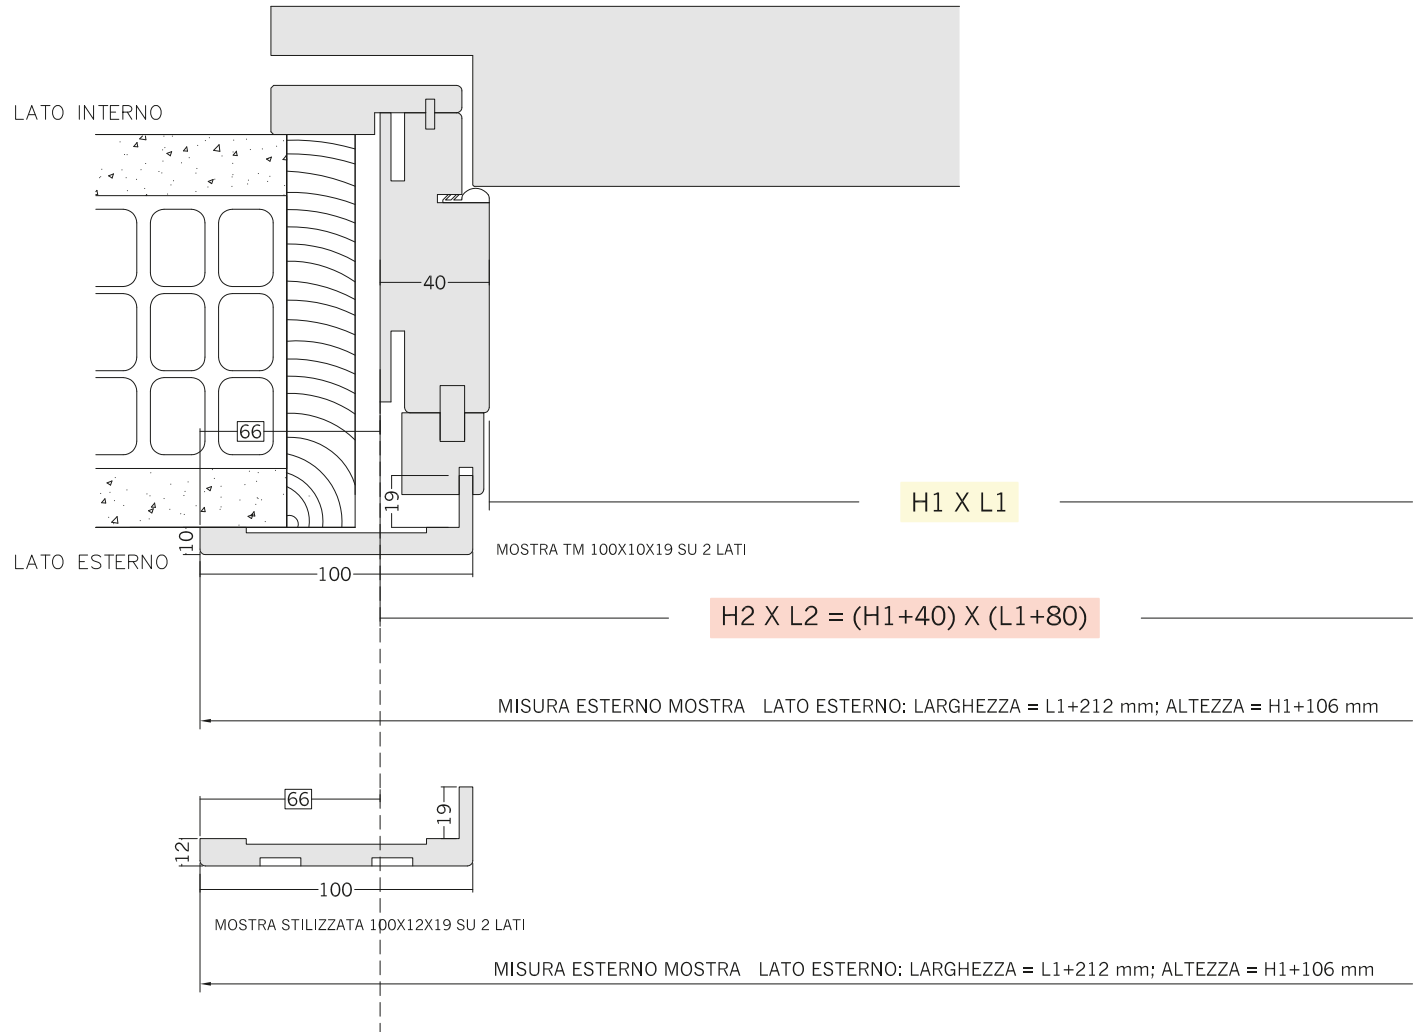 LATO INTERNO
40
66
19
H1 X L1
10
LATO ESTERNO
MOSTRA TM 100X10X19 SU 2 LATI
100
H2 X L2 = (H1+40) X (L1+80)
MISURA ESTERNO MOSTRA LATO ESTERNO: LARGHEZZA = L1+212 mm; ALTEZZA = H1+106 mm
66
19
12
100
MOSTRA STILIZZATA 100X12X19 SU 2 LATI
MISURA ESTERNO MOSTRA LATO ESTERNO: LARGHEZZA = L1+212 mm; ALTEZZA = H1+106 mm